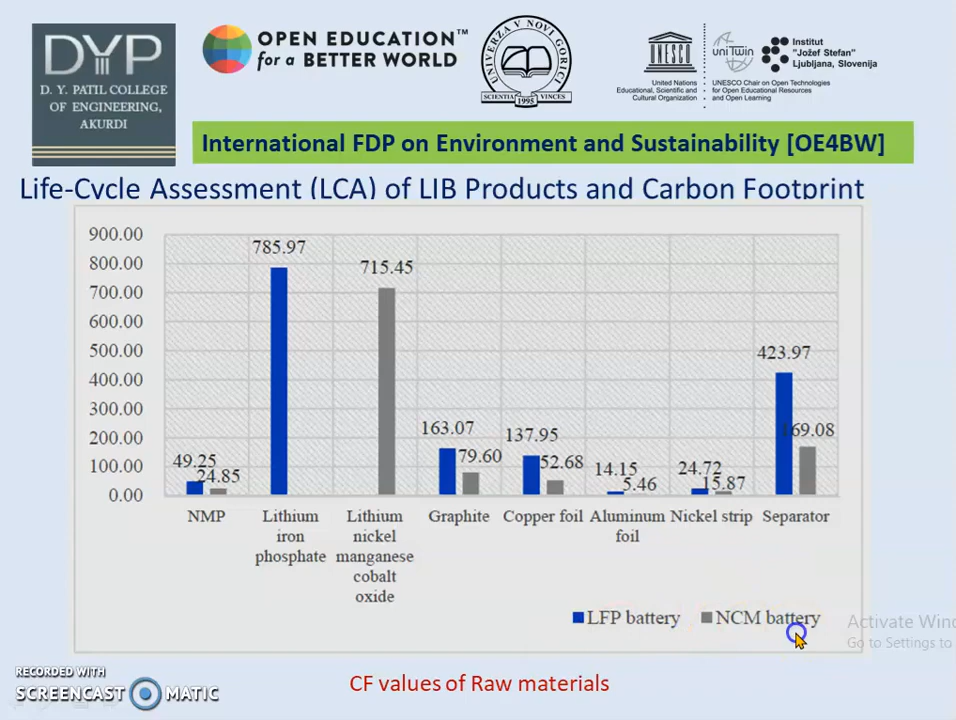 DYP
D. Y. PATIL COLLEGE
OF ENGINEERING,
AKURDI
OPEN EDUCATION™
for a BETTER WORLD
UNIVERZA V NOVI GORICI
SCIENTIA VINCES
1995
UNESCO
United Nations
Educational, Scientific and
Cultural Organization
uniTwin
UNESCO Chair on Open Technologies
for Open Educational Resources
and Open Learning
Institut
"Jožef Stefan"
Ljubljana, Slovenija
International FDP on Environment and Sustainability [OE4BW]
Life-Cycle Assessment (LCA) of LIB Products and Carbon Footprint
900.00
800.00
700.00
600.00
500.00
400.00
300.00
200.00
100.00
0.00
49.25
24.85
785.97
715.45
163.07
79.60
137.95
52.68
14.15
5.46
24.72
15.87
423.97
169.08
NMP
Lithium
iron
phosphate
Lithium
nickel
manganese
cobalt
oxide
Graphite
Copper foil
Aluminum
foil
Nickel strip
Separator
LFP battery
NCM battery
Activate Wind
Go to Settings to
RECORDED WITH
SCREENCAST MATIC
CF values of Raw materials